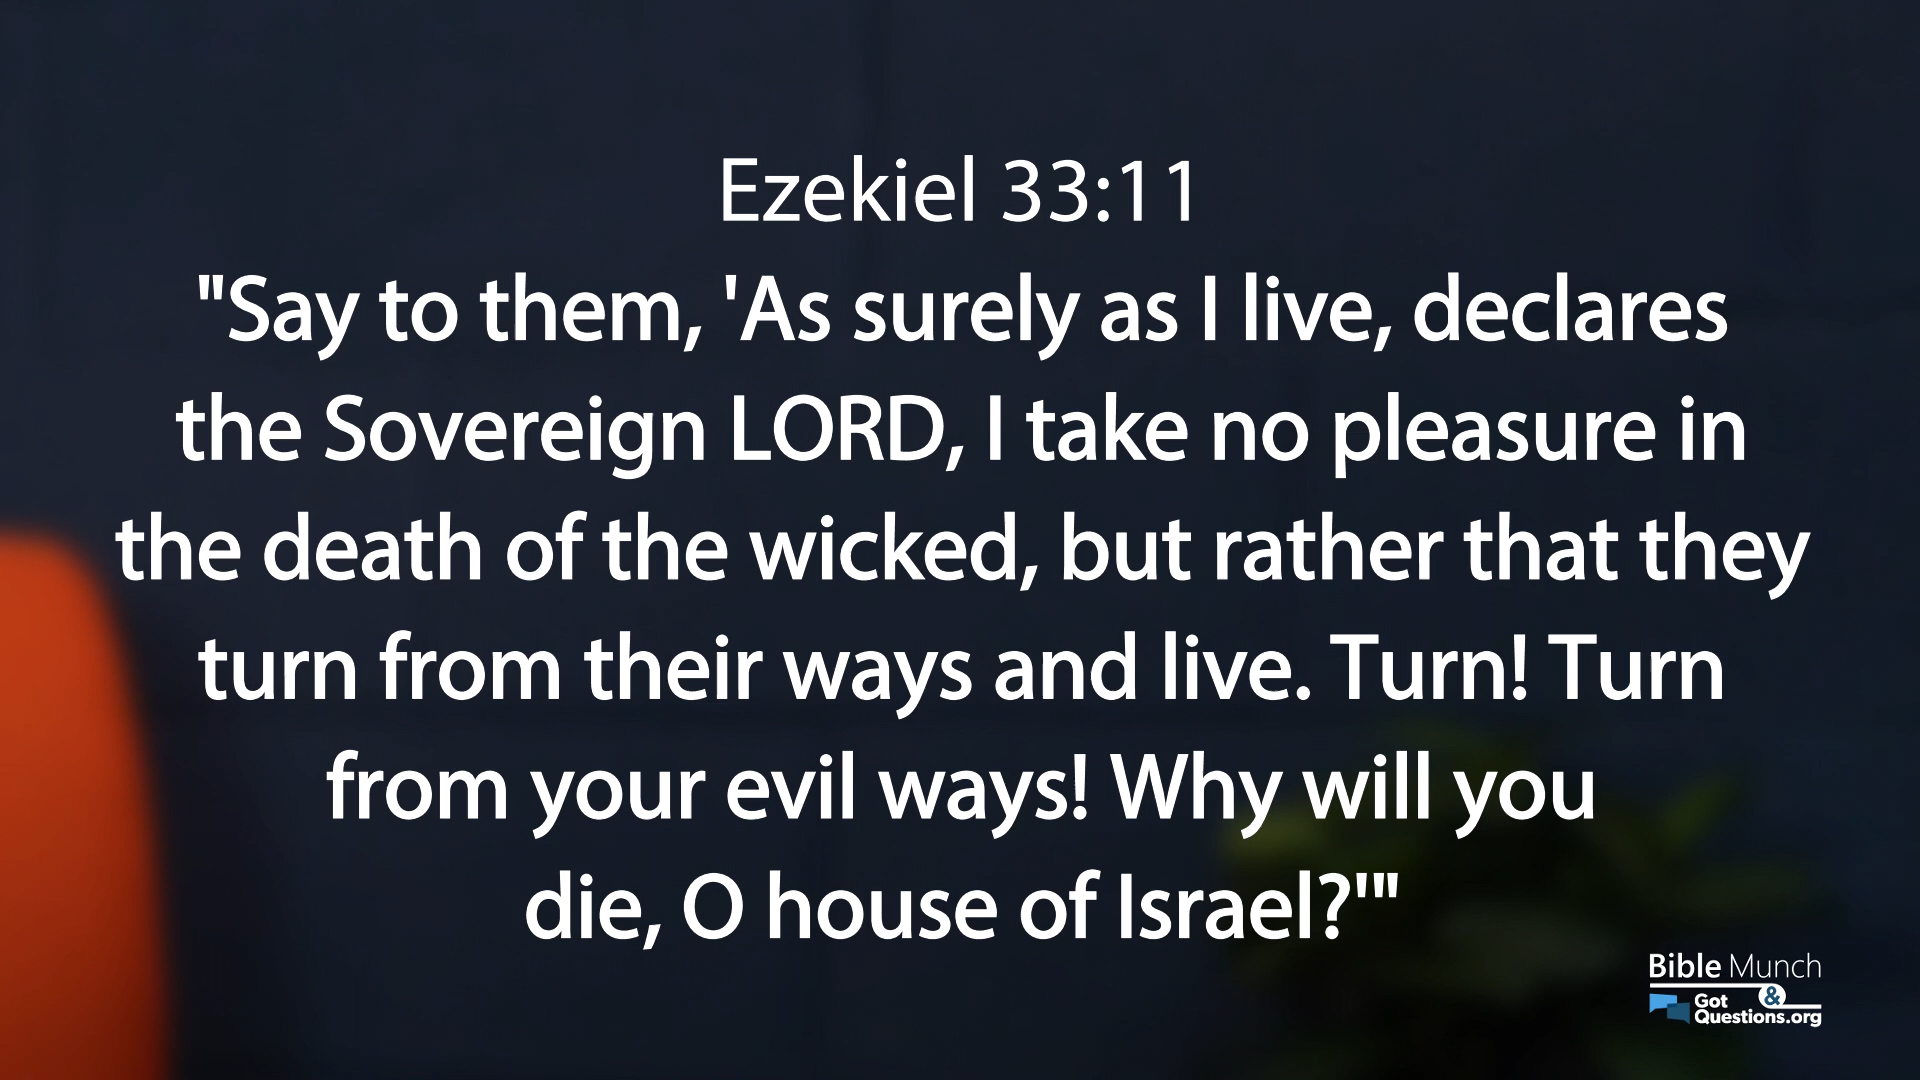 Ezekiel 33:11
"Say to them, 'As surely as I live, declares
the Sovereign LORD, I take no pleasure in
the death of the wicked, but rather that they
turn from their ways and live. Turn! Turn
from your evil ways! Why will you
die, O house of Israel?'"
Bible Munch
&
Got
Questions.org